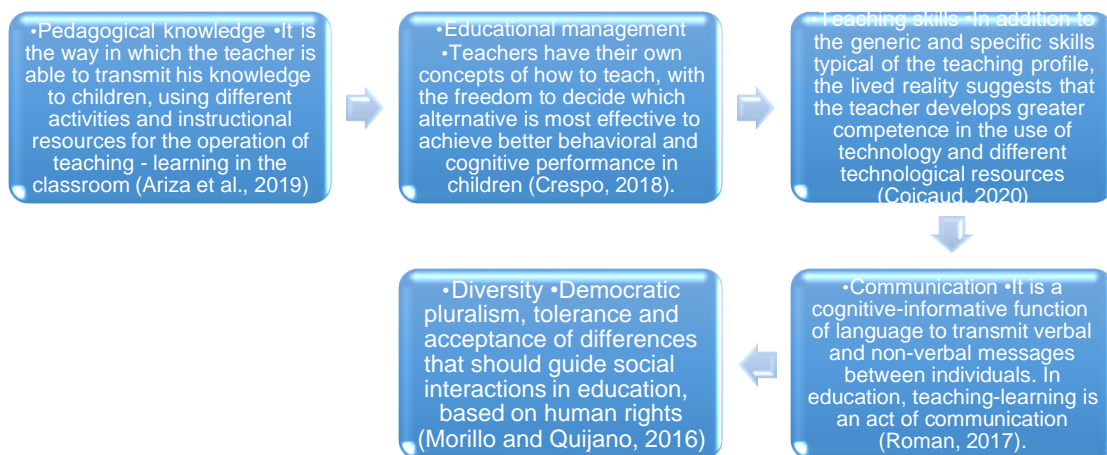 •Pedagogical knowledge •It is
the way in which the teacher is
able to transmit his knowledge
to children, using different
activities and instructional
resources for the operation of
teaching - learning in the
classroom (Ariza et al., 2019)
•Educational management
•Teachers have their own
concepts of how to teach, with
the freedom to decide which
alternative is most effective to
achieve better behavioral and
cognitive performance in
children (Crespo, 2018).
•Teaching skills •In addition to
the generic and specific skills
typical of the teaching profile,
the lived reality suggests that
the teacher develops greater
competence in the use of
technology and different
technological resources
(Coicaud, 2020)
•Communication •It is a
cognitive-informative function
of language to transmit verbal
and non-verbal messages
between individuals. In
education, teaching-learning is
an act of communication
(Roman, 2017).
•Diversity •Democratic
pluralism, tolerance and
acceptance of differences
that should guide social
interactions in education,
based on human rights
(Morillo and Quijano, 2016)